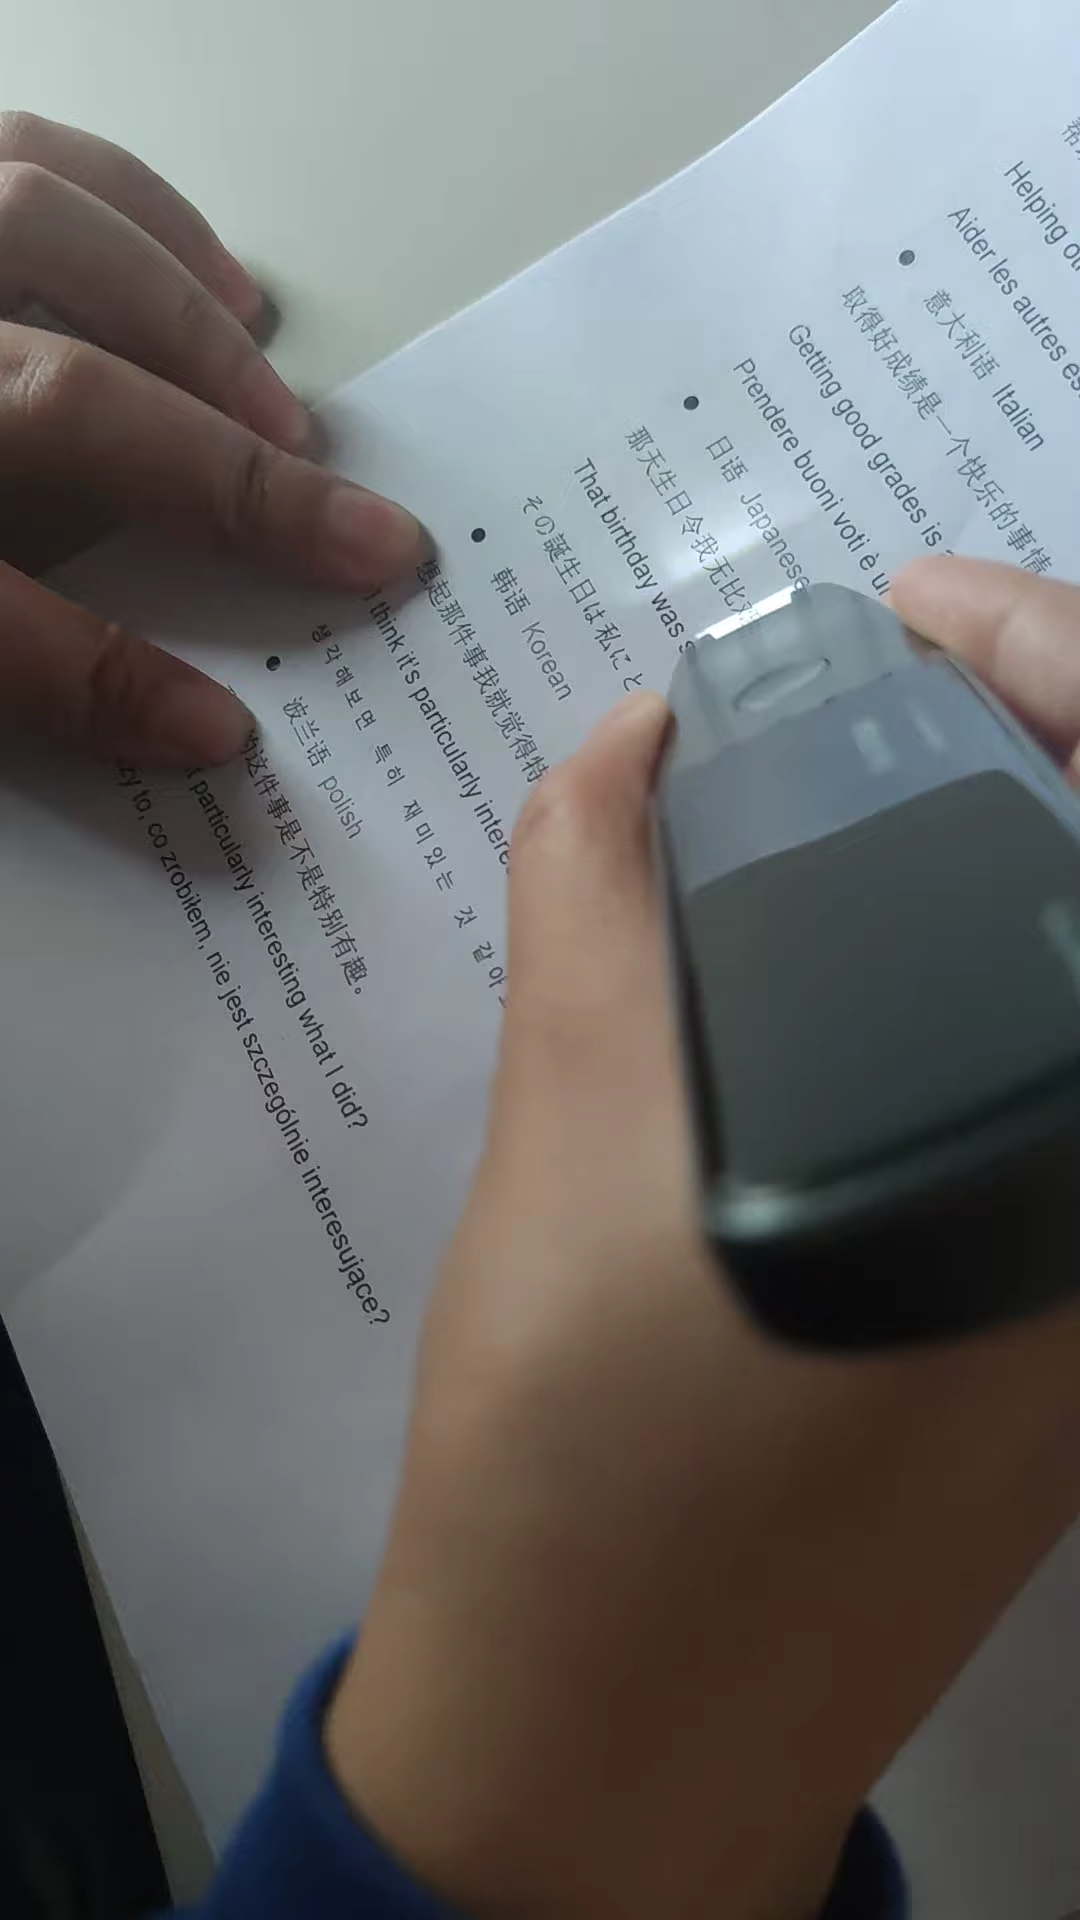 Helping
Aider les autres
意大利语 Italian
取得好成绩是一个快乐的事情
Getting good grades is
Prendere buoni voti è
日语 Japanese
那天生日令我无比
That birthday was
その誕生日は私にと
韩语 Korean
想起那件事我就觉得特
think it's particularly
생각해보면 특히 재미있는 것 같아
波兰语 polish
这件事是不是特别有趣。
particularly interesting what I did?
to, co zrobiłem, nie jest szczególnie interesujące?